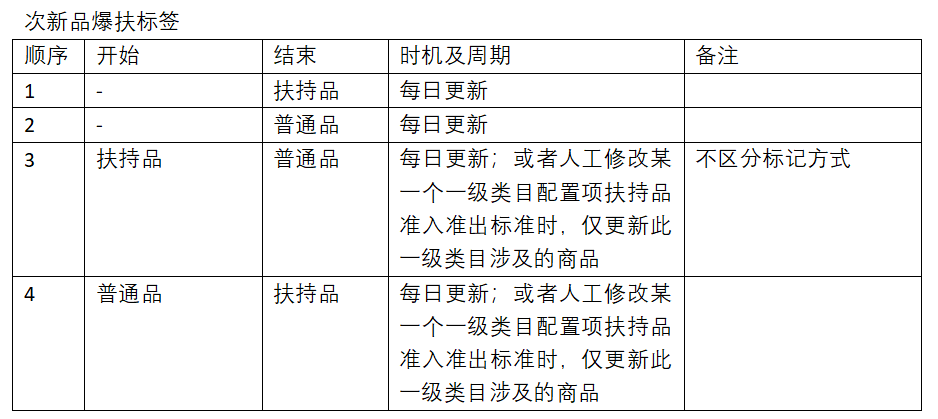 次新品爆扶标签
顺序 开始 结束 时机及周期 备注
1 - 扶持品 每日更新
2 - 普通品 每日更新
3 扶持品 普通品 每日更新；或者人工修改某 不区分标记方式
一个一级类目配置项扶持品
准入准出标准时，仅更新此
一级类目涉及的商品
4 普通品 扶持品 每日更新；或者人工修改某
一个一级类目配置项扶持品
准入准出标准时，仅更新此
一级类目涉及的商品